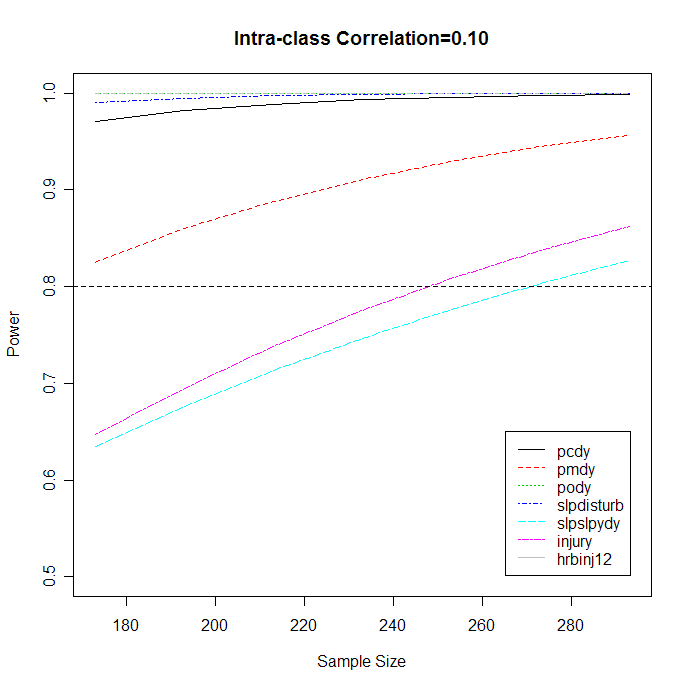 Intra-class Correlation=0.10
Power
1.0
0.9
0.8
0.7
0.6
0.5
pcdy
pmdy
pody
slpdisturb
slpslpydy
injury
hrbinj12
180 200 220 240 260 280
Sample Size